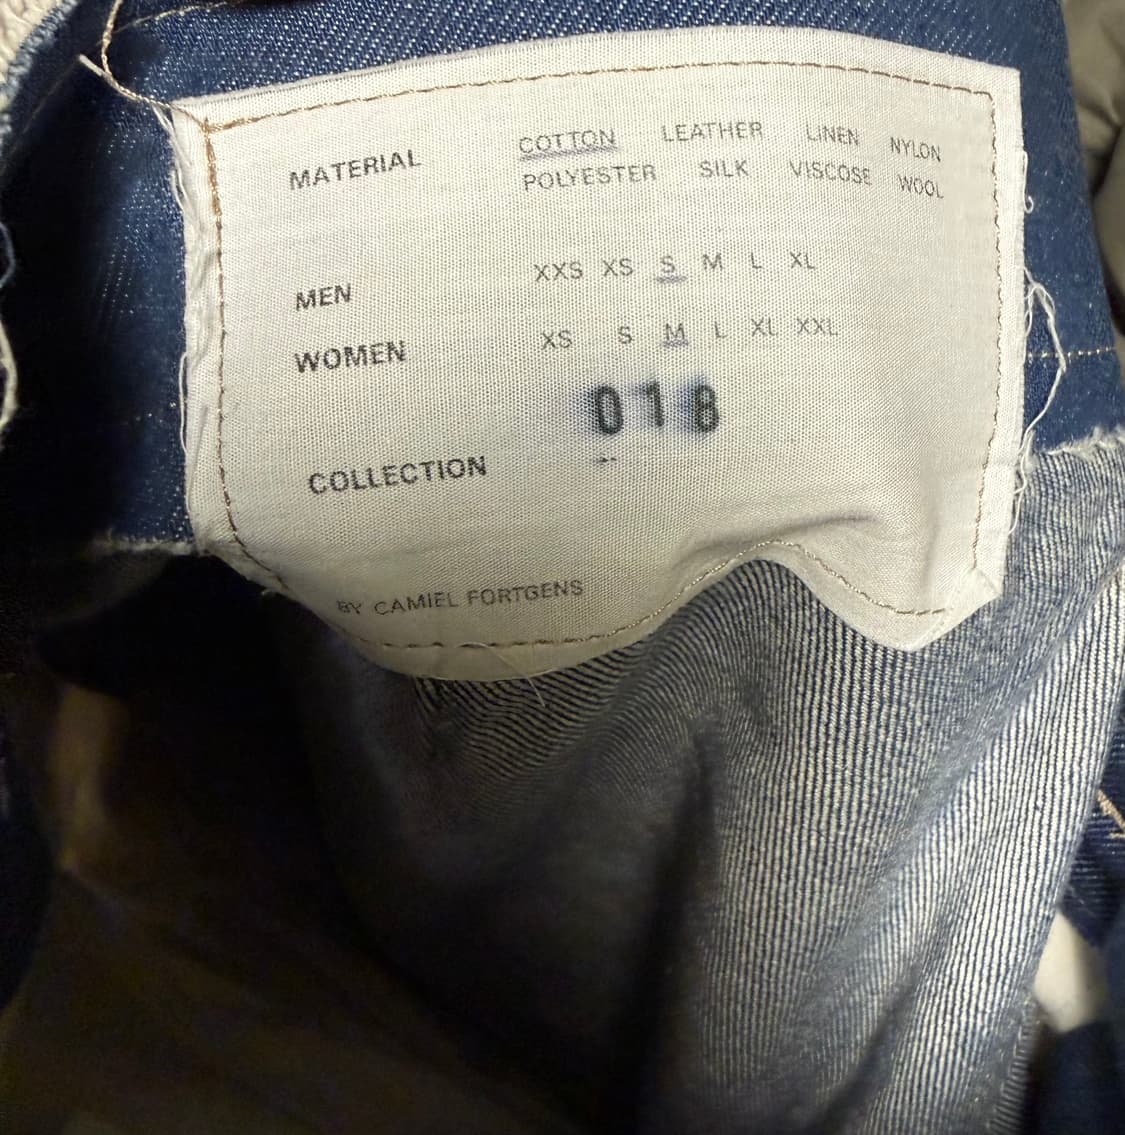 MATERIAL COTTON LEATHER LINEN NYLON
POLYESTER SILK VISCOSE WOOL
MEN XXS XS S M L XL
WOMEN XS S M L XL XXL
018
COLLECTION
BY CAMIEL FORTGENS